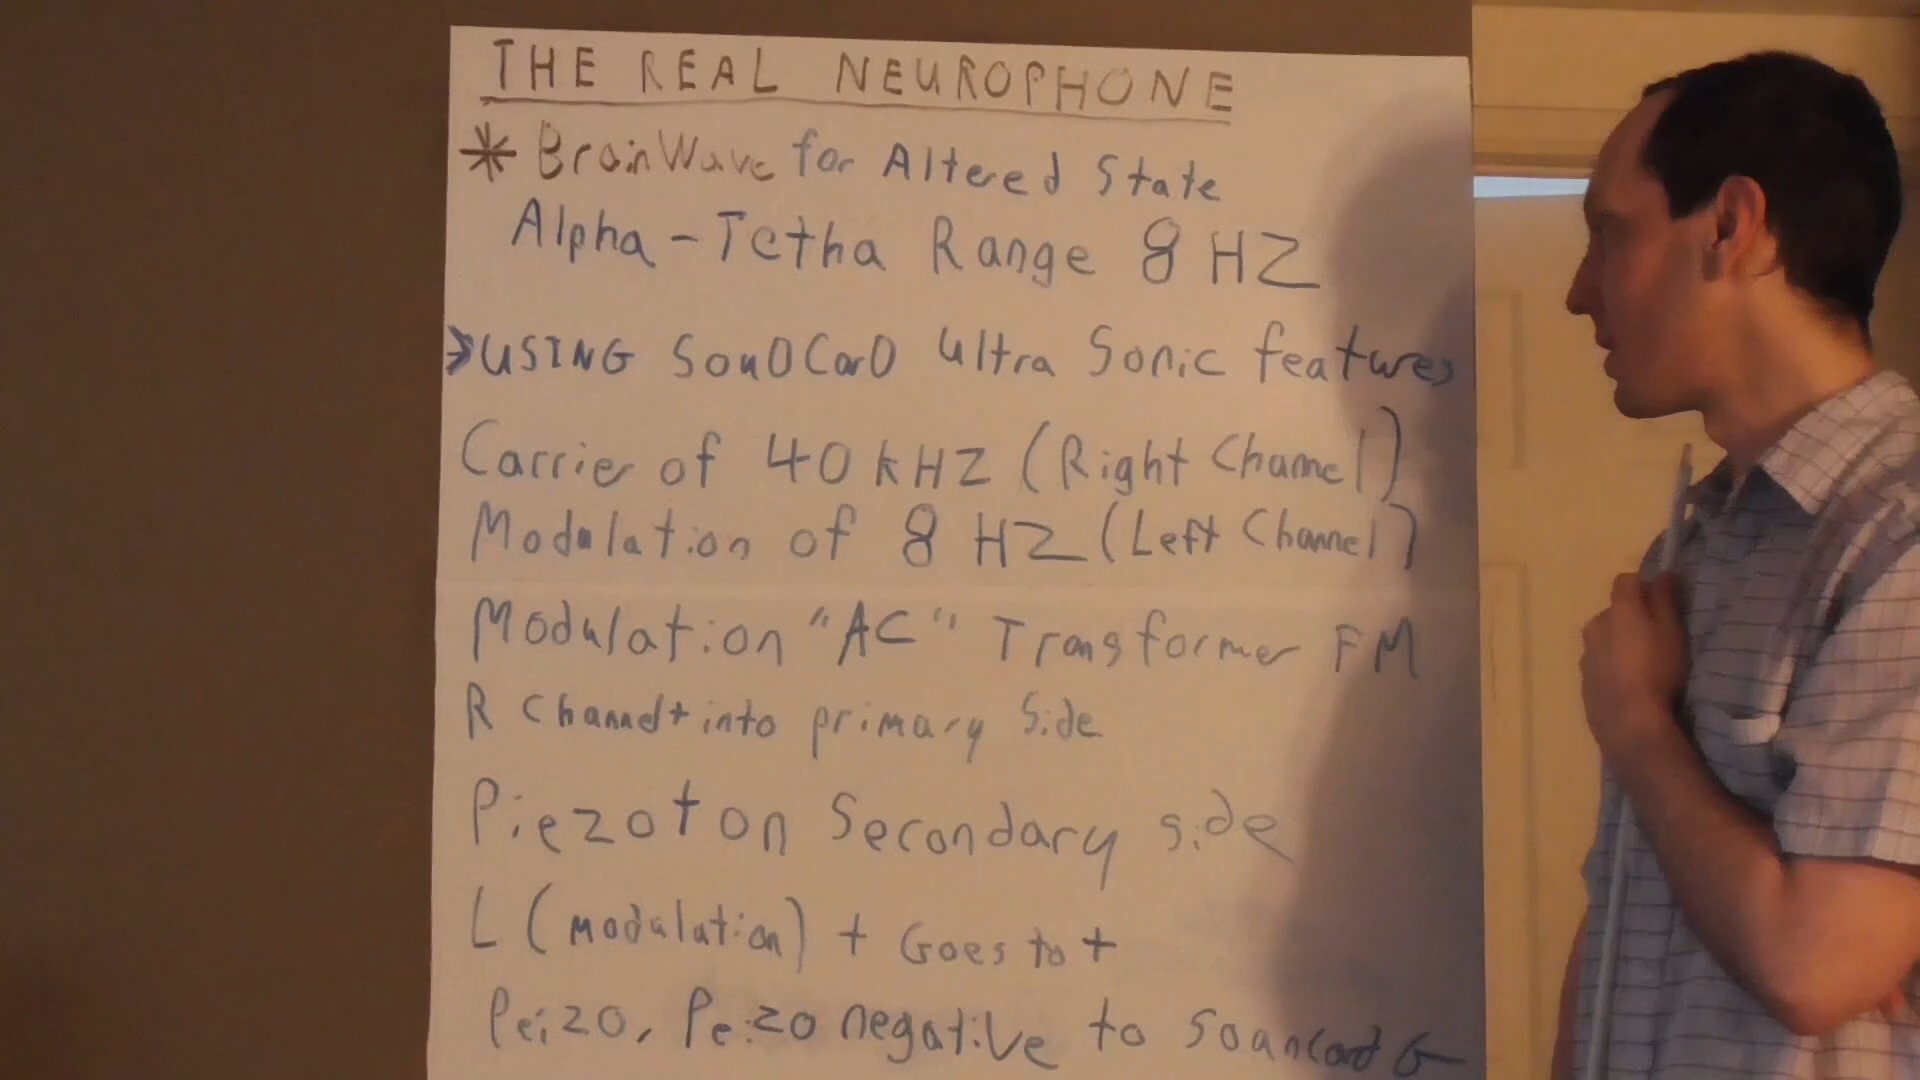 THE REAL NEUROPHONE
* BrainWave for Altered State
Alpha - Tetha Range 8 HZ
> USING SounDCarD Ultra Sonic features
Carrier of 40 kHZ (Right Channel)
Modulation of 8 HZ (Left Channel)
Modulation "AC" Transformer FM
R Channel + into primary Side
Piezo + on Secondary side
L (modulation) + Goes to +
Peizo, Peizo negative to Soundcard G